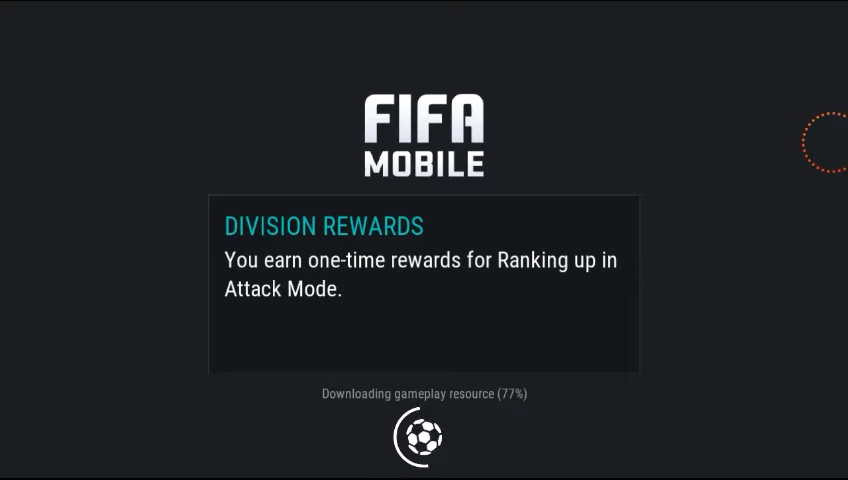 FIFA
MOBILE
DIVISION REWARDS
You earn one-time rewards for Ranking up in
Attack Mode.
Downloading gameplay resource (77%)